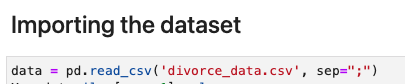 Importing the dataset
data = pd.read_csv('divorce_data.csv', sep=";")